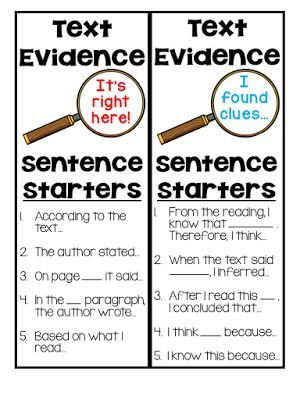 Text
Evidence
It's
right
here!
Sentence
Starters
1. According to the
text...
2. The author stated...
3. On page ___ it said...
4. In the ___ paragraph,
the author wrote...
5. Based on what I
read...
Text
Evidence
I
found
clues...
Sentence
Starters
1. From the reading, I
know that ________.
Therefore, I think...
2. When the text said
______, I inferred...
3. After I read this __,
I concluded that...
4. I think ___ because...
5. I know this because...